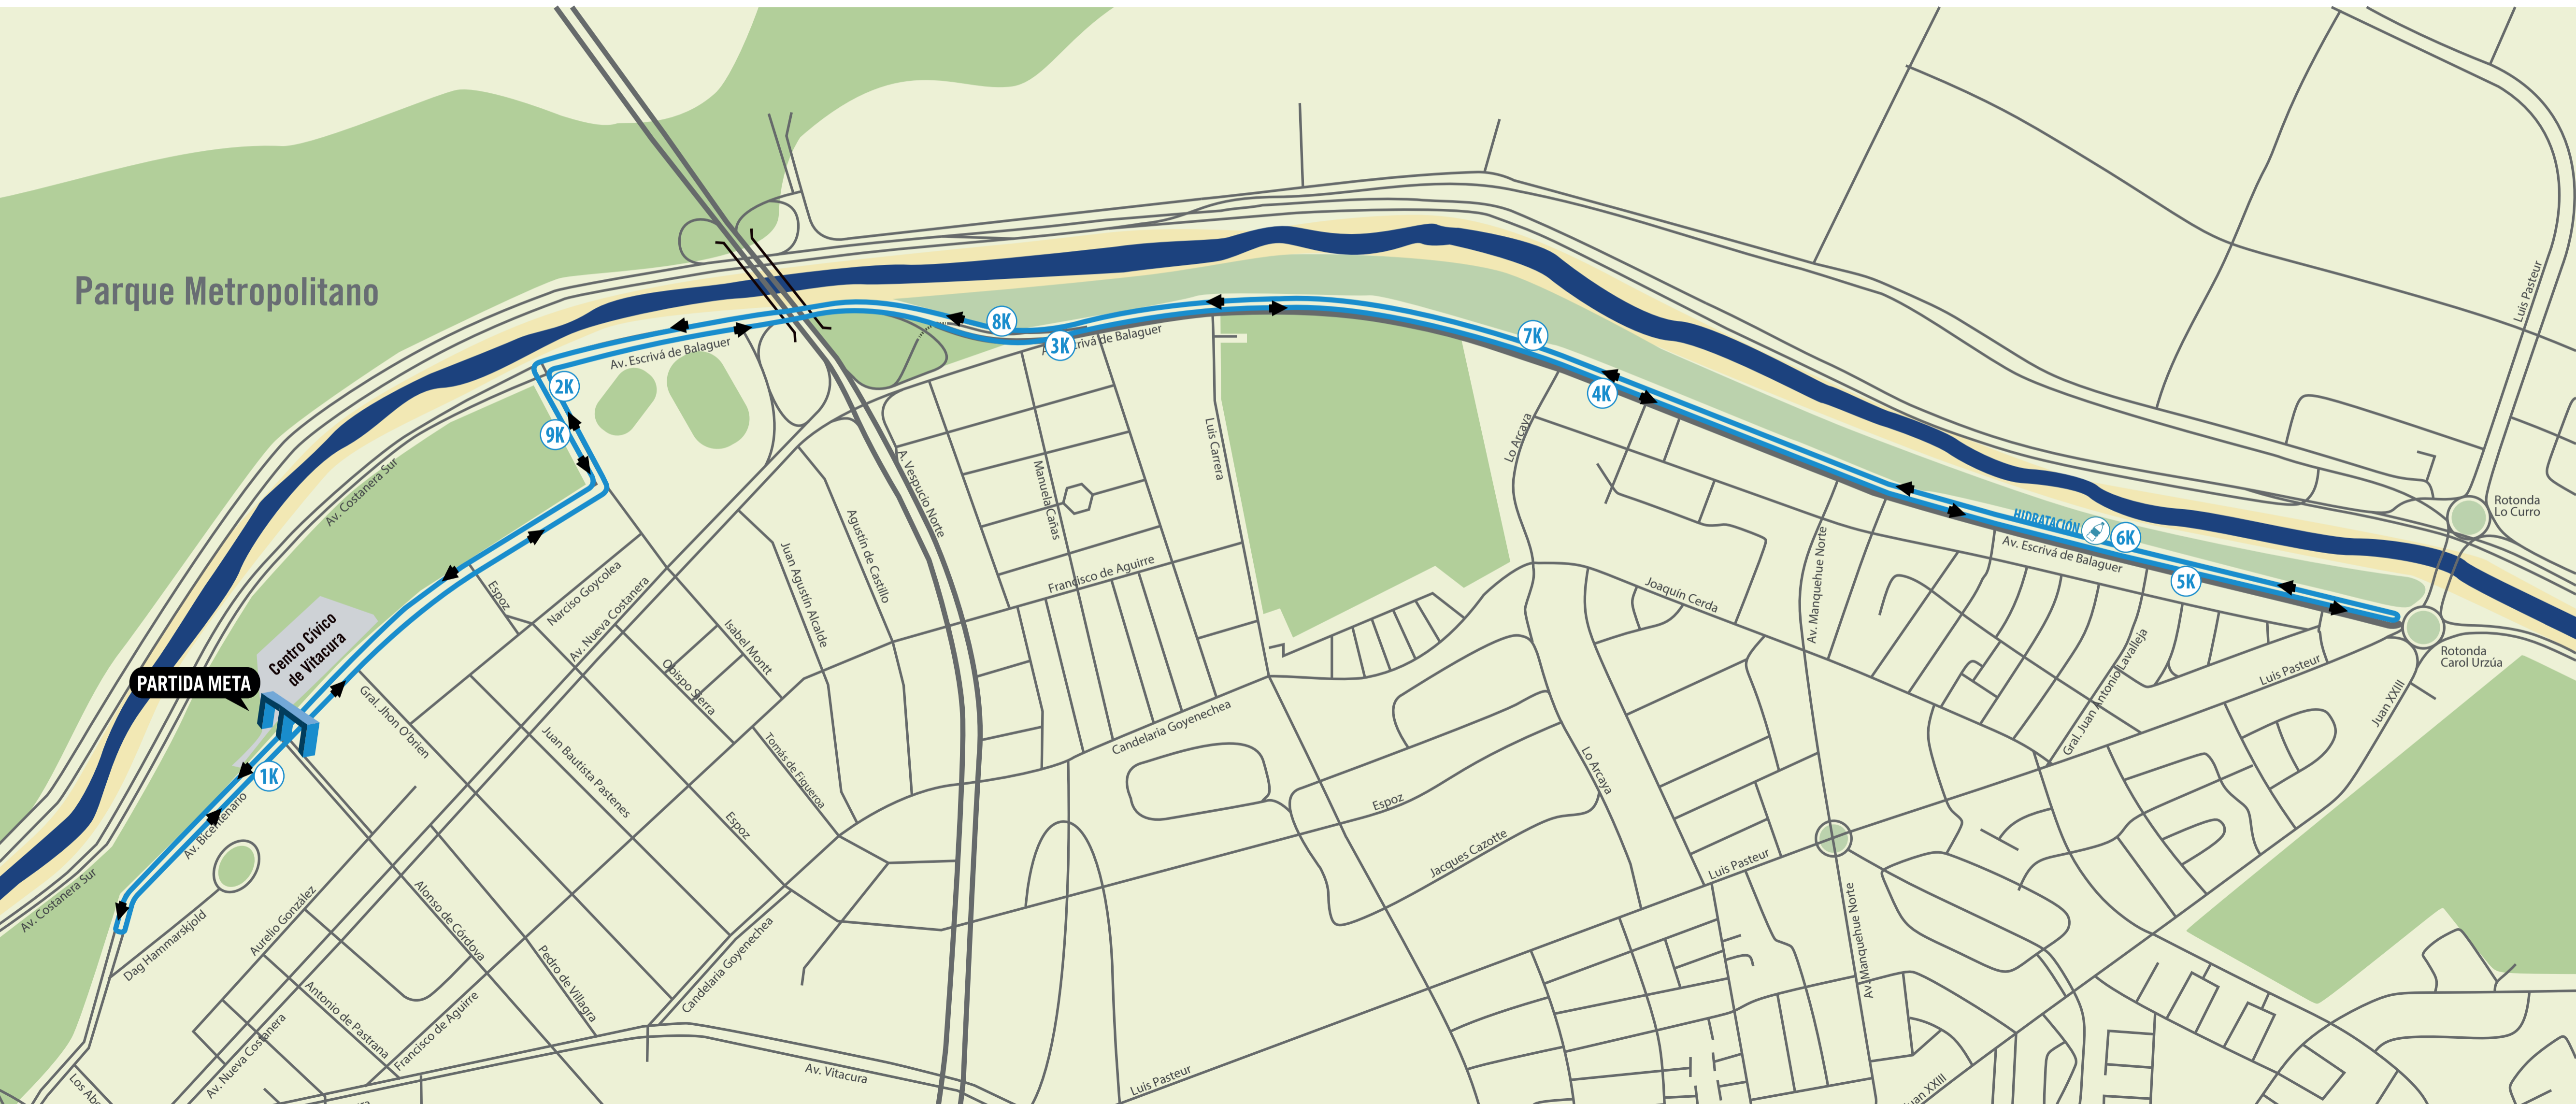 Parque Metropolitano
Luis Pasteur
Av. Escrivá de Balaguer
8K
3K
7K
2K
4K
9K
Av. Costanera Sur
A. Vespucio Norte
Manuela Cañas
Luis Carrera
Lo Arcaya
Rotonda
Lo Curro
HIDRATACIÓN
6K
Av. Escrivá de Balaguer
5K
Agustín de Castillo
Juan Agustín Alcalde
Francisco de Aguirre
Joaquín Cerda
Av. Manquehue Norte
Espoz
Narciso Goycolea
Av. Nueva Costanera
Centro Cívico
de Vitacura
PARTIDA META
Isabel Montt
Obispo Sierra
Gral. Juan Antonio Lavalleja
Luis Pasteur
Rotonda
Carol Urzúa
Juan XXIII
Gral. Jhon O'brien
Candelaria Goyenechea
Juan Bautista Pastenes
Tomás de Figueroa
Lo Arcaya
1K
Av. Bicentenario
Espoz
Espoz
Jacques Cazotte
Luis Pasteur
Av. Costanera Sur
Dag Hammarskjold
Aurelio González
Alonso de Córdova
Pedro de Villagra
Candelaria Goyenechea
Av. Manquehue Norte
Antonio de Pastrana
Francisco de Aguirre
Av. Nueva Costanera
Av. Vitacura
Luis Pasteur
Juan XXIII